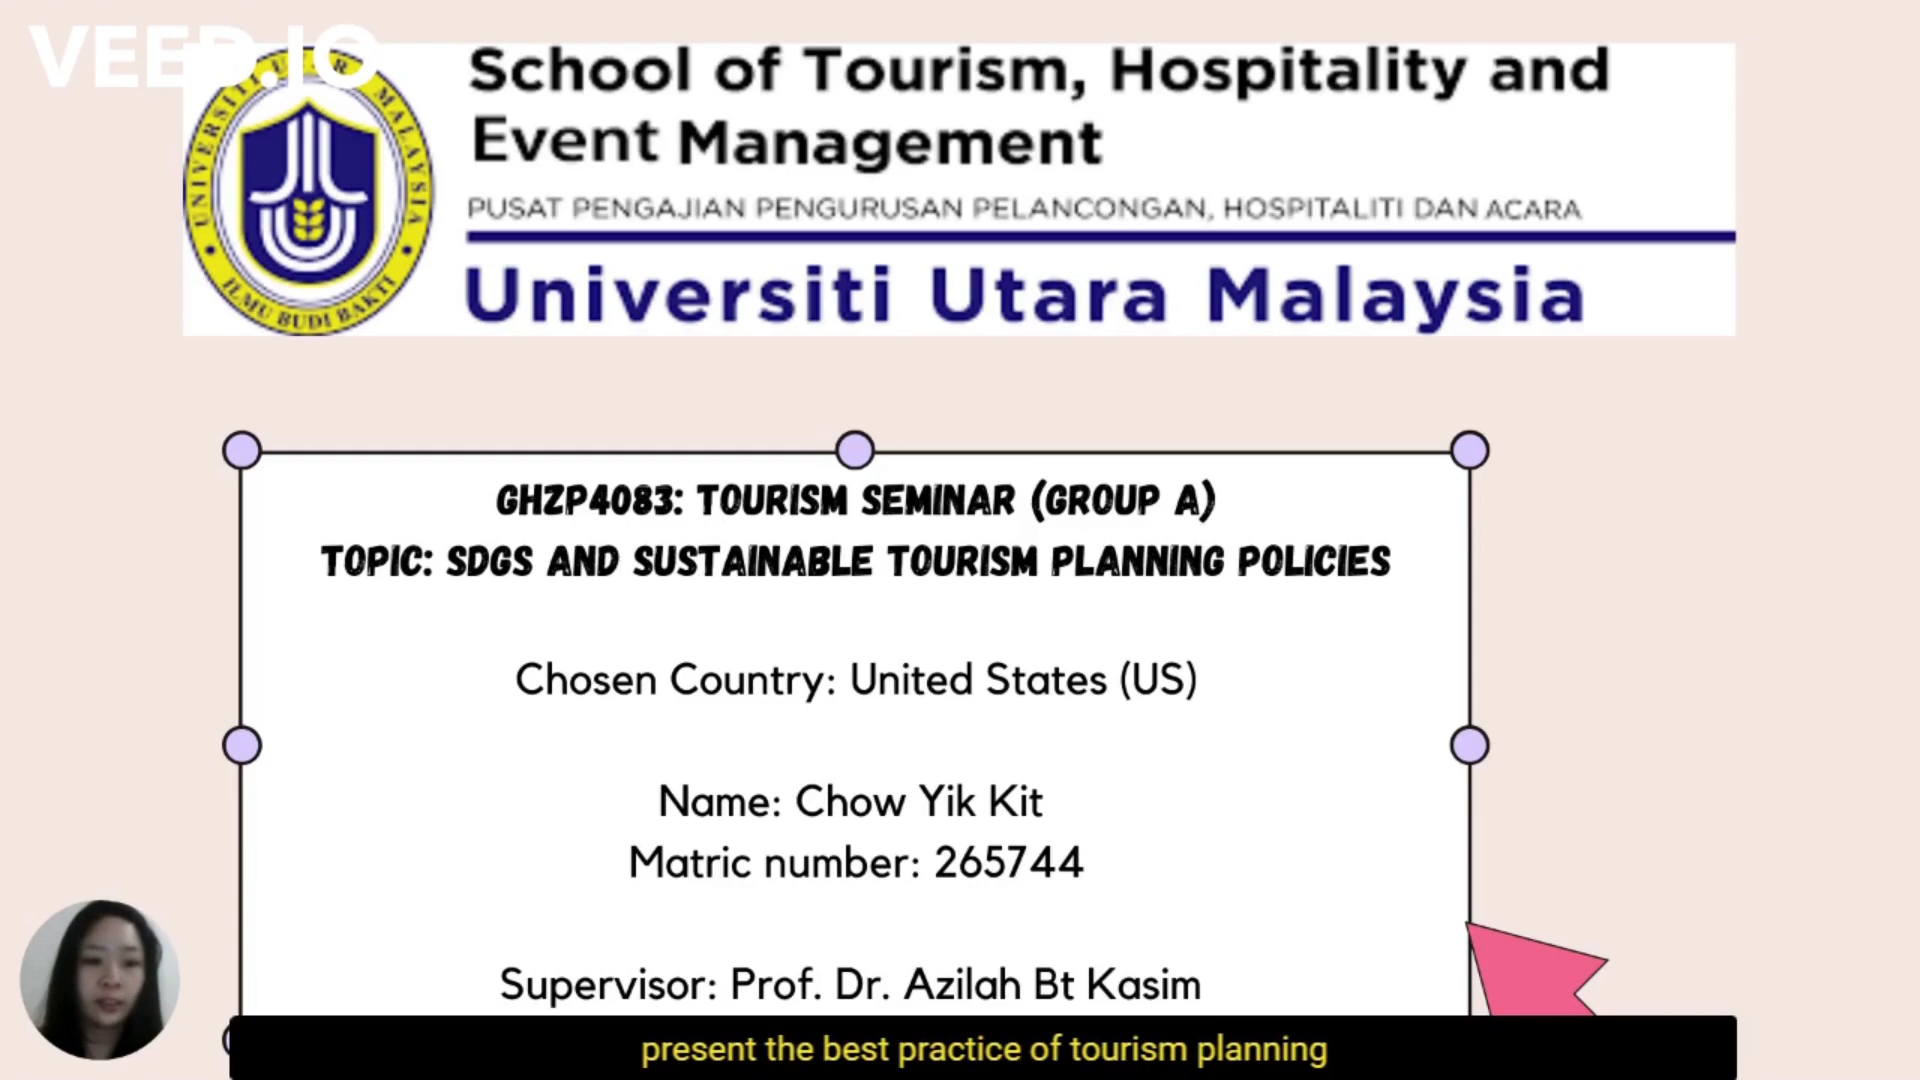 VEED.IO
UNIVERSITI UTARA MALAYSIA
ILMU BUDI BAKTI
School of Tourism, Hospitality and
Event Management
PUSAT PENGAJIAN PENGURUSAN PELANCONGAN, HOSPITALITI DAN ACARA
Universiti Utara Malaysia
GHZP4083: TOURISM SEMINAR (GROUP A)
TOPIC: SDGS AND SUSTAINABLE TOURISM PLANNING POLICIES
Chosen Country: United States (US)
Name: Chow Yik Kit
Matric number: 265744
Supervisor: Prof. Dr. Azilah Bt Kasim
present the best practice of tourism planning